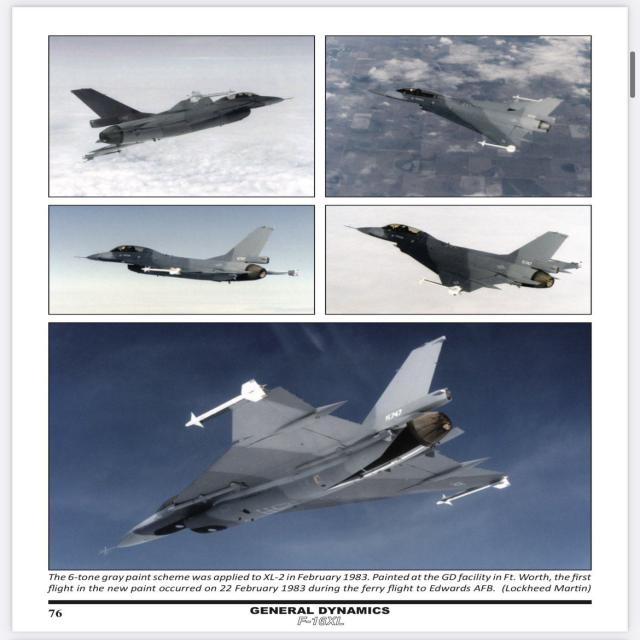 The 6-tone gray paint scheme was applied to XL-2 in February 1983. Painted at the GD facility in Ft. Worth, the first
flight in the new paint occurred on 22 February 1983 during the ferry flight to Edwards AFB. (Lockheed Martin)
76
GENERAL DYNAMICS
F-16XL